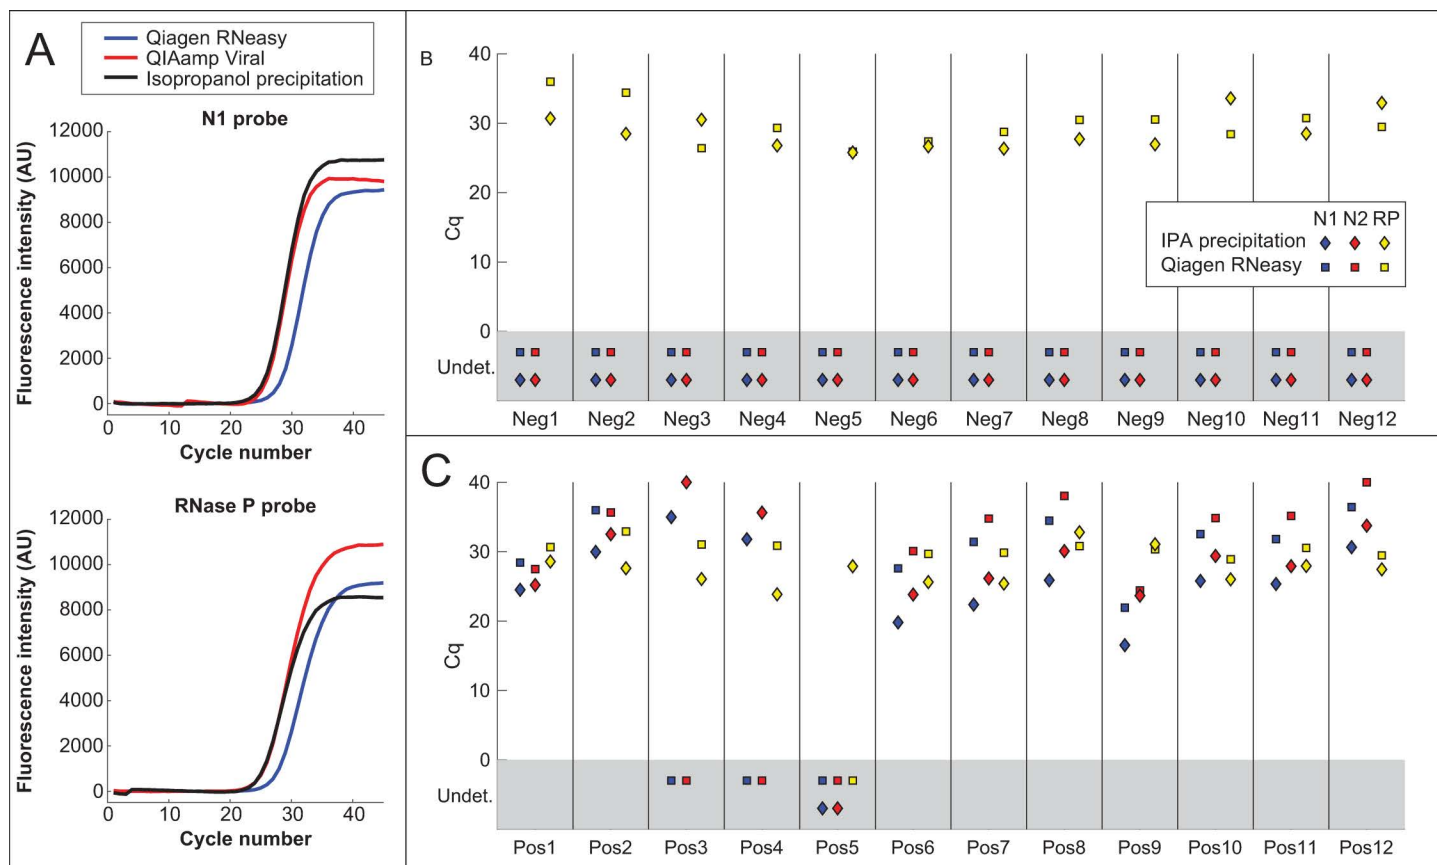 A
Qiagen RNeasy
QIAamp Viral
Isopropanol precipitation
N1 probe
Fluorescence intensity (AU)
12000
10000
8000
6000
4000
2000
0
0 10 20 30 40
Cycle number
RNase P probe
Fluorescence intensity (AU)
12000
10000
8000
6000
4000
2000
0
0 10 20 30 40
Cycle number
B
Cq
40
30
20
10
0
Undet.
N1 N2 RP
IPA precipitation
Qiagen RNeasy
Neg1 Neg2 Neg3 Neg4 Neg5 Neg6 Neg7 Neg8 Neg9 Neg10 Neg11 Neg12
C
Cq
40
30
20
10
0
Undet.
Pos1 Pos2 Pos3 Pos4 Pos5 Pos6 Pos7 Pos8 Pos9 Pos10 Pos11 Pos12